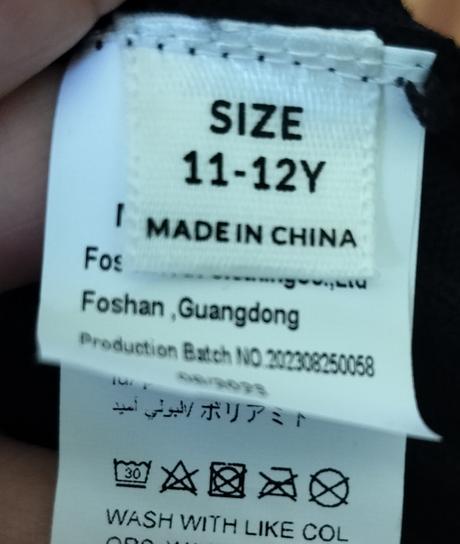 SIZE
11-12Y
MADE IN CHINA
Foshan ,Guangdong
Production Batch NO.202308250058
البولي أميد/ポリアミド
30
WASH WITH LIKE COL